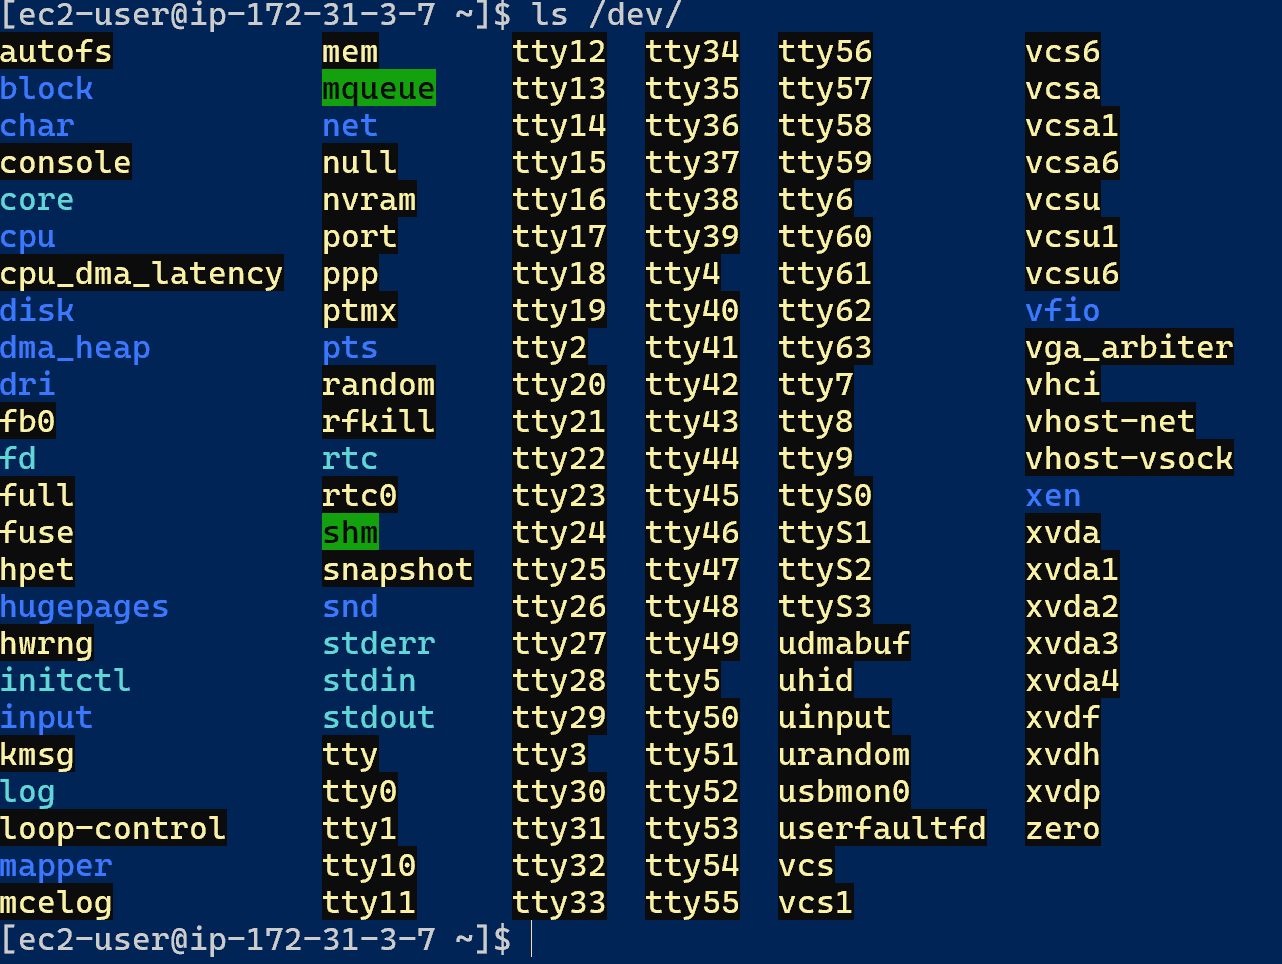 [ec2-user@ip-172-31-3-7 ~]$ ls /dev/
autofs mem tty12 tty34 tty56 vcs6
block mqueue tty13 tty35 tty57 vcsa
char net tty14 tty36 tty58 vcsa1
console null tty15 tty37 tty59 vcsa6
core nvram tty16 tty38 tty6 vcsu
cpu port tty17 tty39 tty60 vcsu1
cpu_dma_latency ppp tty18 tty4 tty61 vcsu6
disk ptmx tty19 tty40 tty62 vfio
dma_heap pts tty2 tty41 tty63 vga_arbiter
dri random tty20 tty42 tty7 vhci
fb0 rfkill tty21 tty43 tty8 vhost-net
fd rtc tty22 tty44 tty9 vhost-vsock
full rtc0 tty23 tty45 ttyS0 xen
fuse shm tty24 tty46 ttyS1 xvda
hpet snapshot tty25 tty47 ttyS2 xvda1
hugepages snd tty26 tty48 ttyS3 xvda2
hwrng stderr tty27 tty49 udmabuf xvda3
initctl stdin tty28 tty5 uhid xvda4
input stdout tty29 tty50 uinput xvdf
kmsg tty tty3 tty51 urandom xvdh
log tty0 tty30 tty52 usbmon0 xvdp
loop-control tty1 tty31 tty53 userfaultfd zero
mapper tty10 tty32 tty54 vcs
mcelog tty11 tty33 tty55 vcs1
[ec2-user@ip-172-31-3-7 ~]$